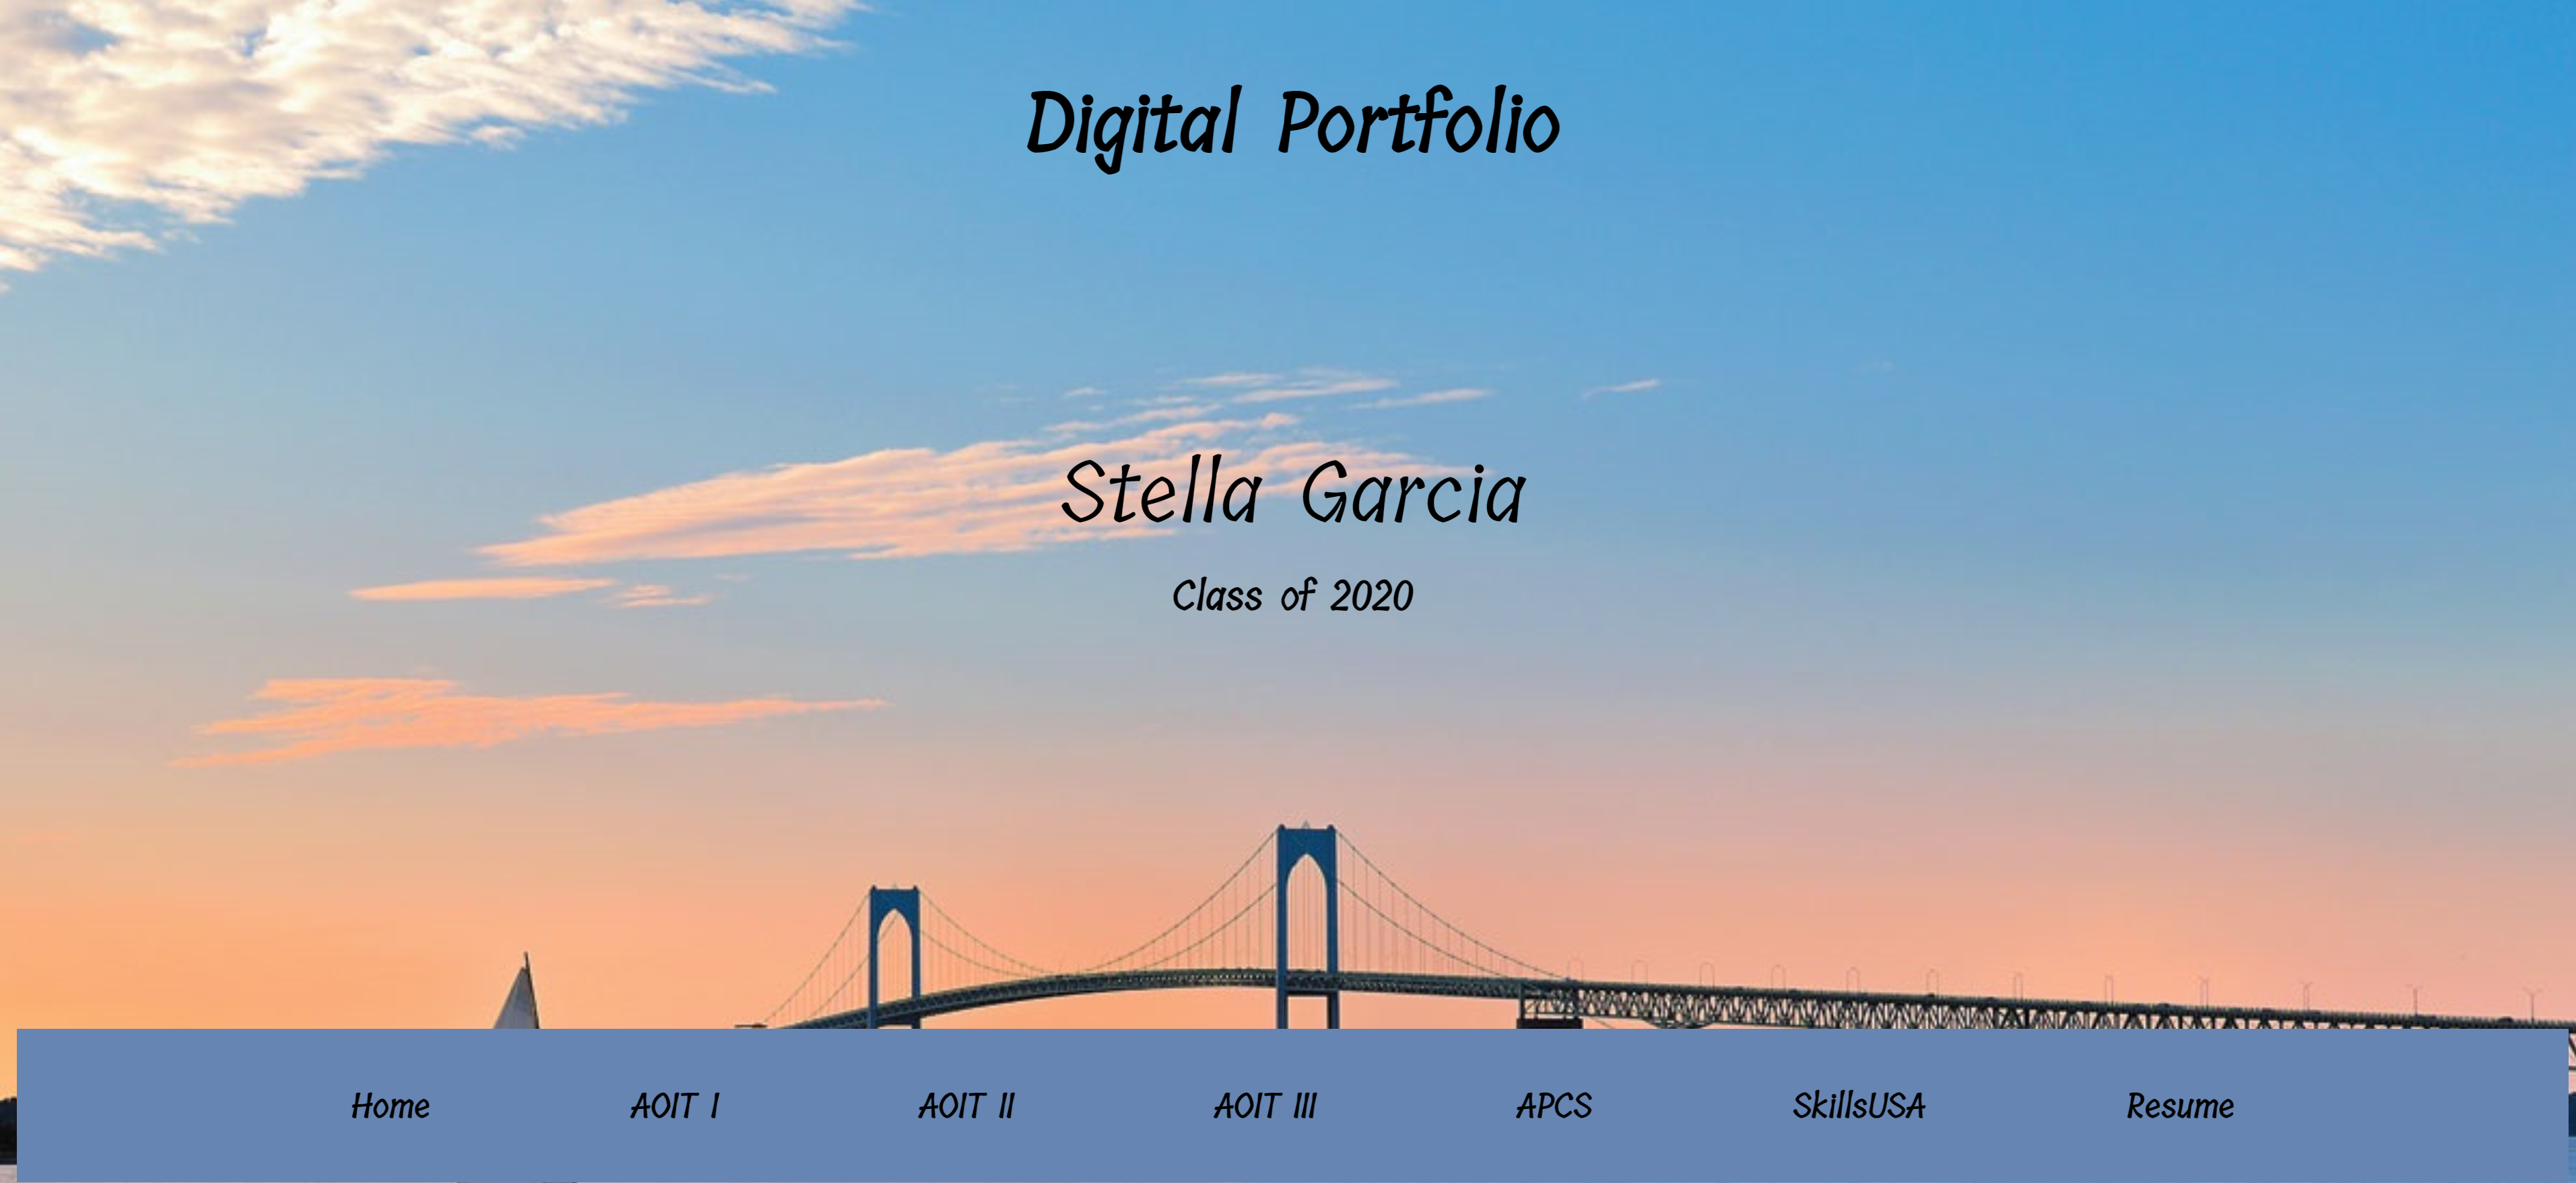 Digital Portfolio
Stella Garcia
Class of 2020
Home AOIT I AOIT II AOIT III APCS SkillsUSA Resume